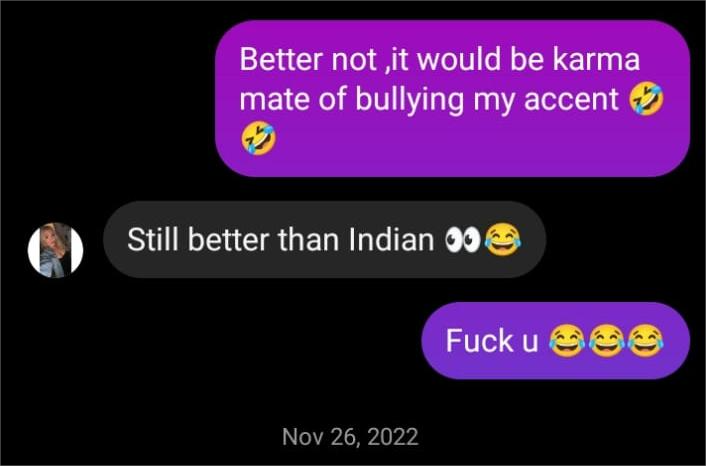 Better not ,it would be karma
mate of bullying my accent 🤣
🤣
Still better than Indian 👀😂
Fuck u 😂😂😂
Nov 26, 2022